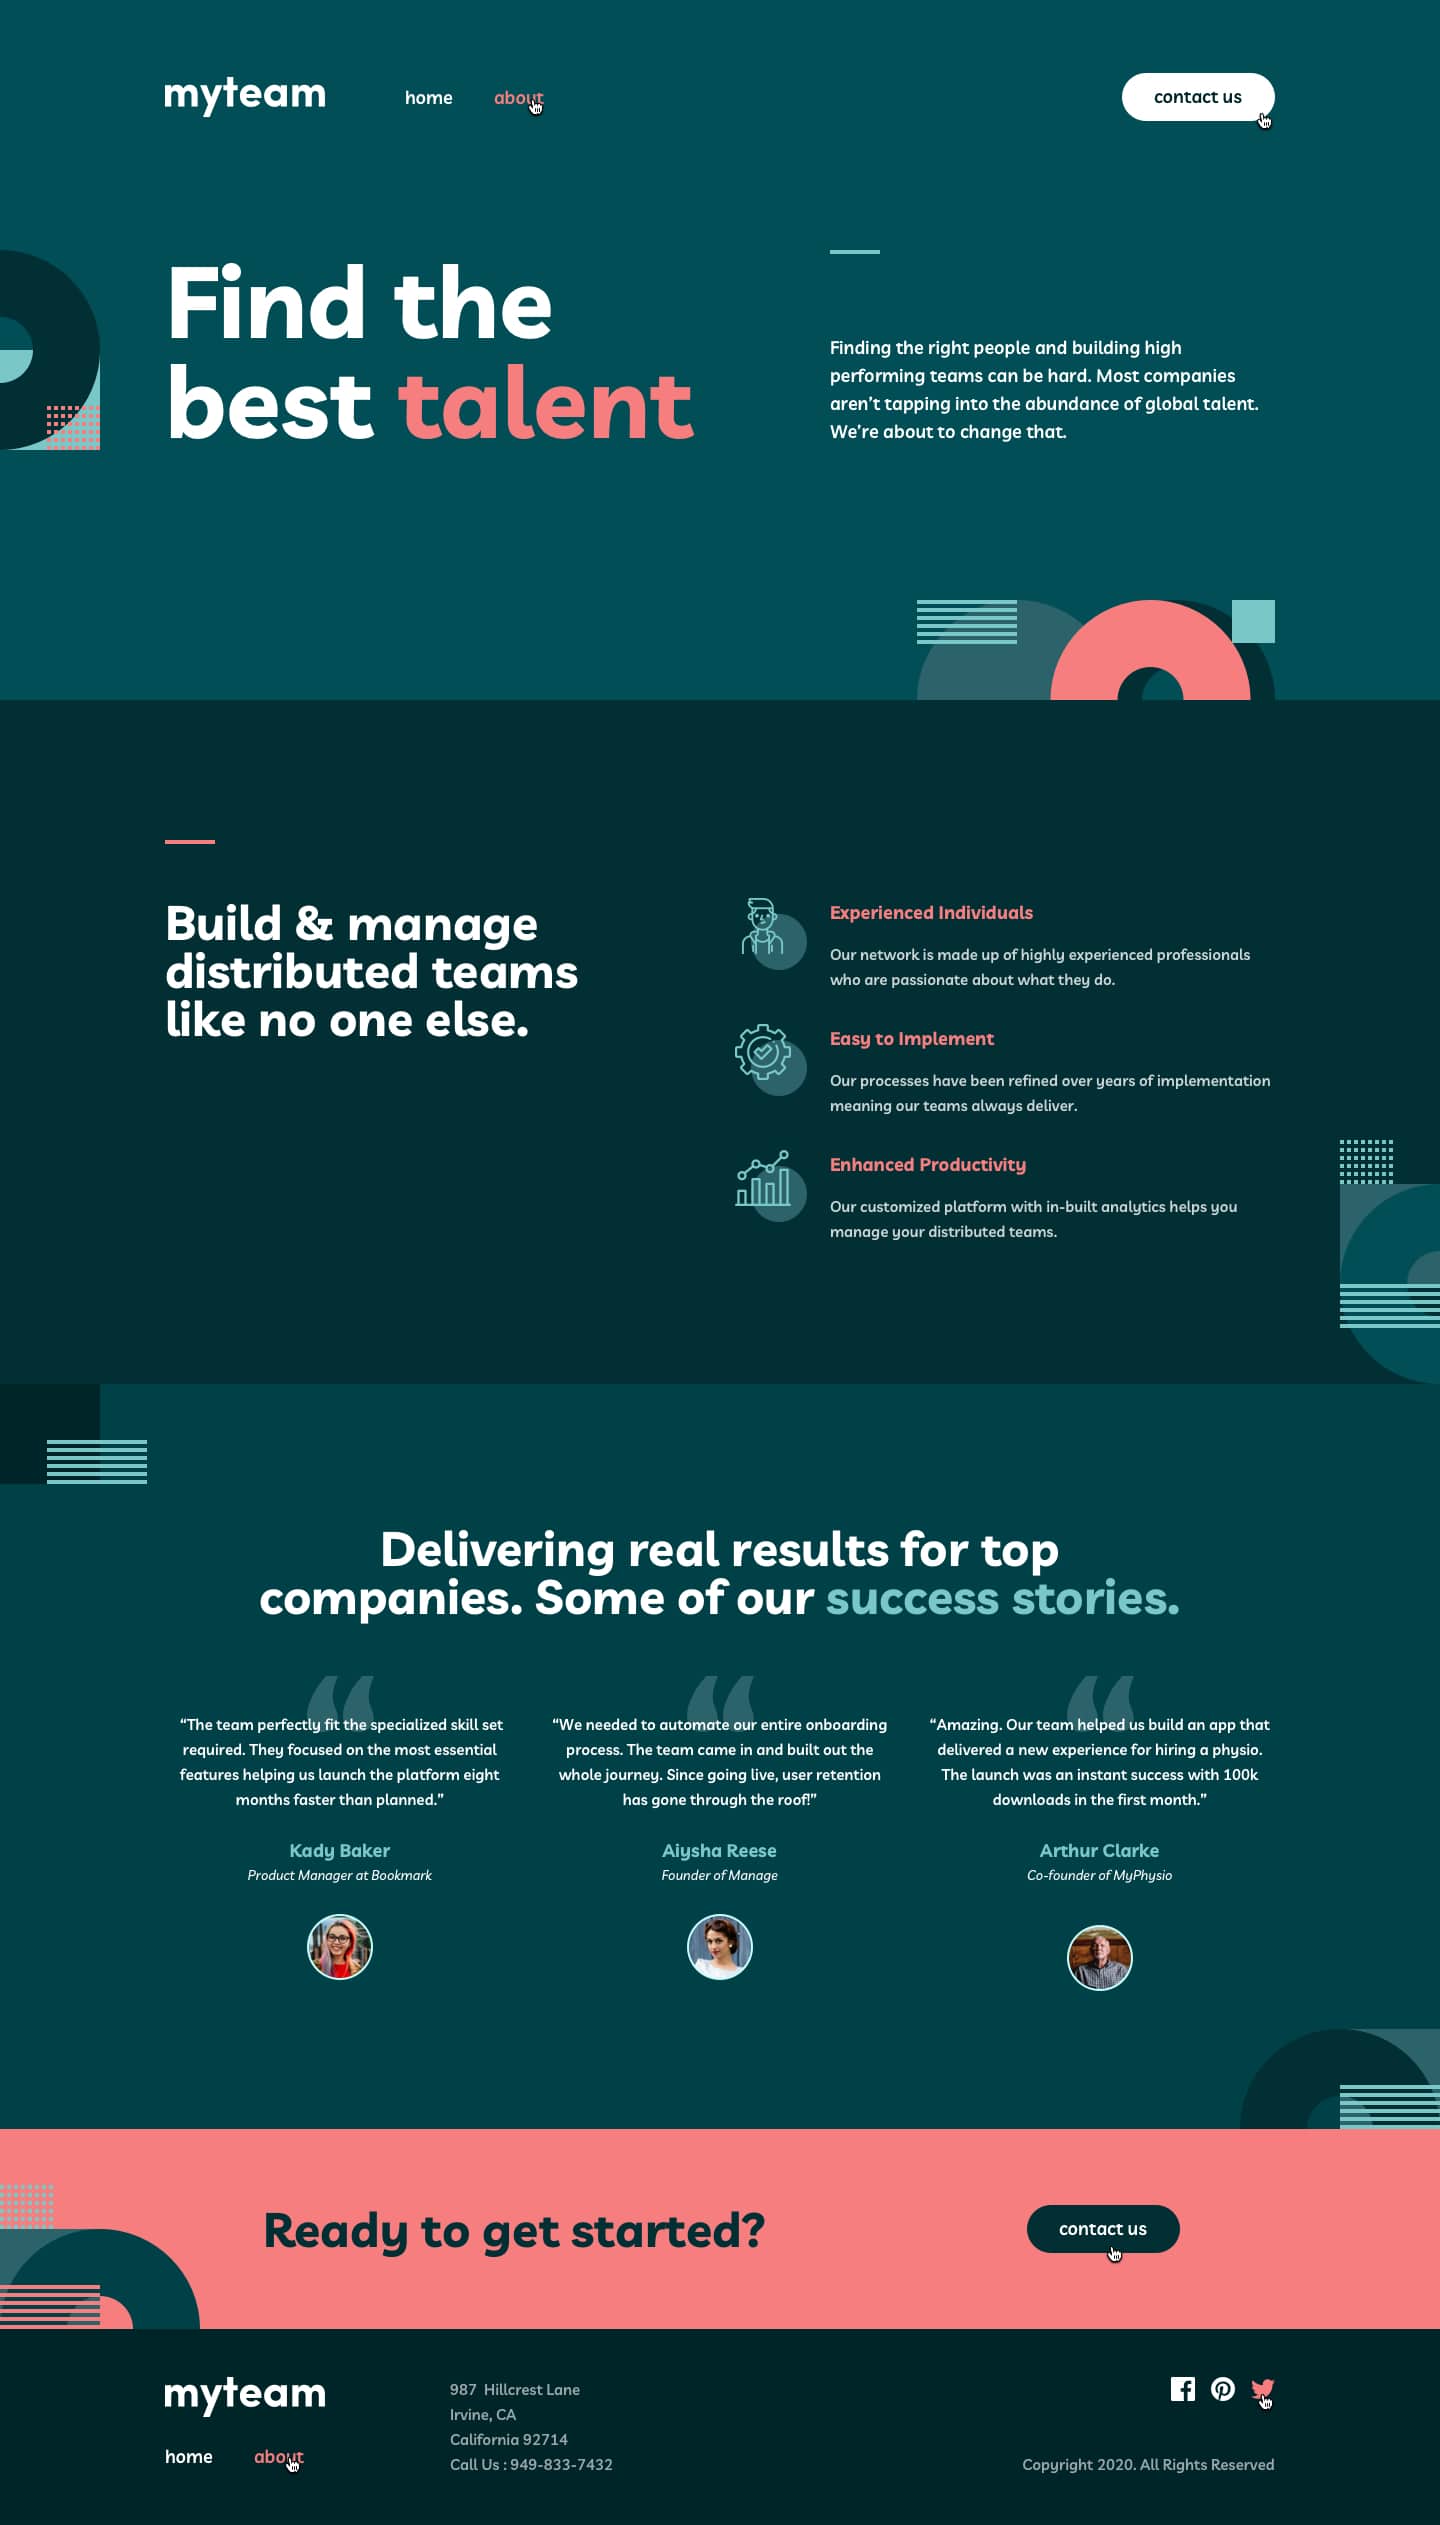 myteam
home about
contact us
Find the
best talent
Finding the right people and building high
performing teams can be hard. Most companies
aren’t tapping into the abundance of global talent.
We’re about to change that.
Build & manage
distributed teams
like no one else.
Experienced Individuals
Our network is made up of highly experienced professionals
who are passionate about what they do.
Easy to Implement
Our processes have been refined over years of implementation
meaning our teams always deliver.
Enhanced Productivity
Our customized platform with in-built analytics helps you
manage your distributed teams.
Delivering real results for top
companies. Some of our success stories.
“The team perfectly fit the specialized skill set
required. They focused on the most essential
features helping us launch the platform eight
months faster than planned.”
Kady Baker
Product Manager at Bookmark
“We needed to automate our entire onboarding
process. The team came in and built out the
whole journey. Since going live, user retention
has gone through the roof!”
Aiysha Reese
Founder of Manage
“Amazing. Our team helped us build an app that
delivered a new experience for hiring a physio.
The launch was an instant success with 100k
downloads in the first month.”
Arthur Clarke
Co-founder of MyPhysio
Ready to get started?
contact us
myteam
home about
987  Hillcrest Lane
Irvine, CA
California 92714
Call Us : 949-833-7432
Copyright 2020. All Rights Reserved